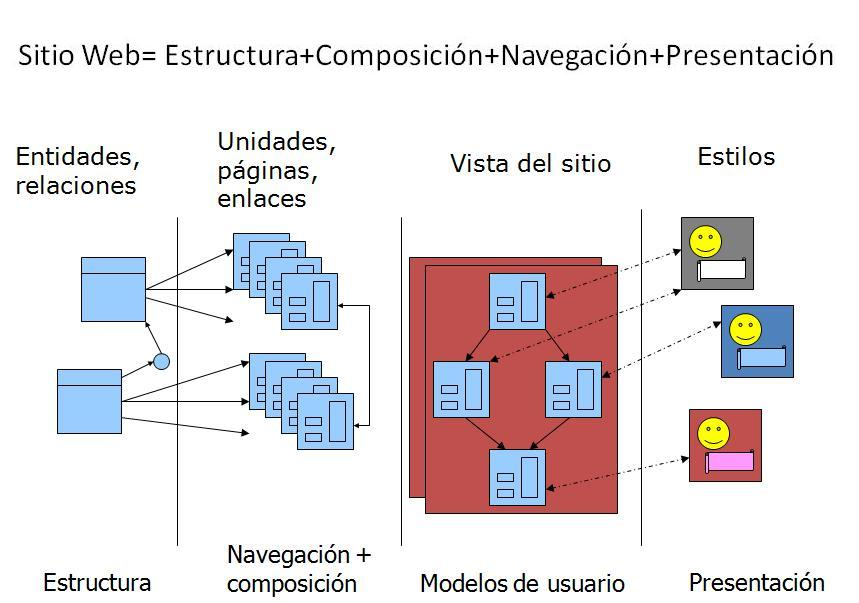 Sitio Web= Estructura+Composición+Navegación+Presentación
Entidades,
relaciones
Unidades,
páginas,
enlaces
Vista del sitio
Estilos
Estructura
Navegación +
composición
Modelos de usuario
Presentación